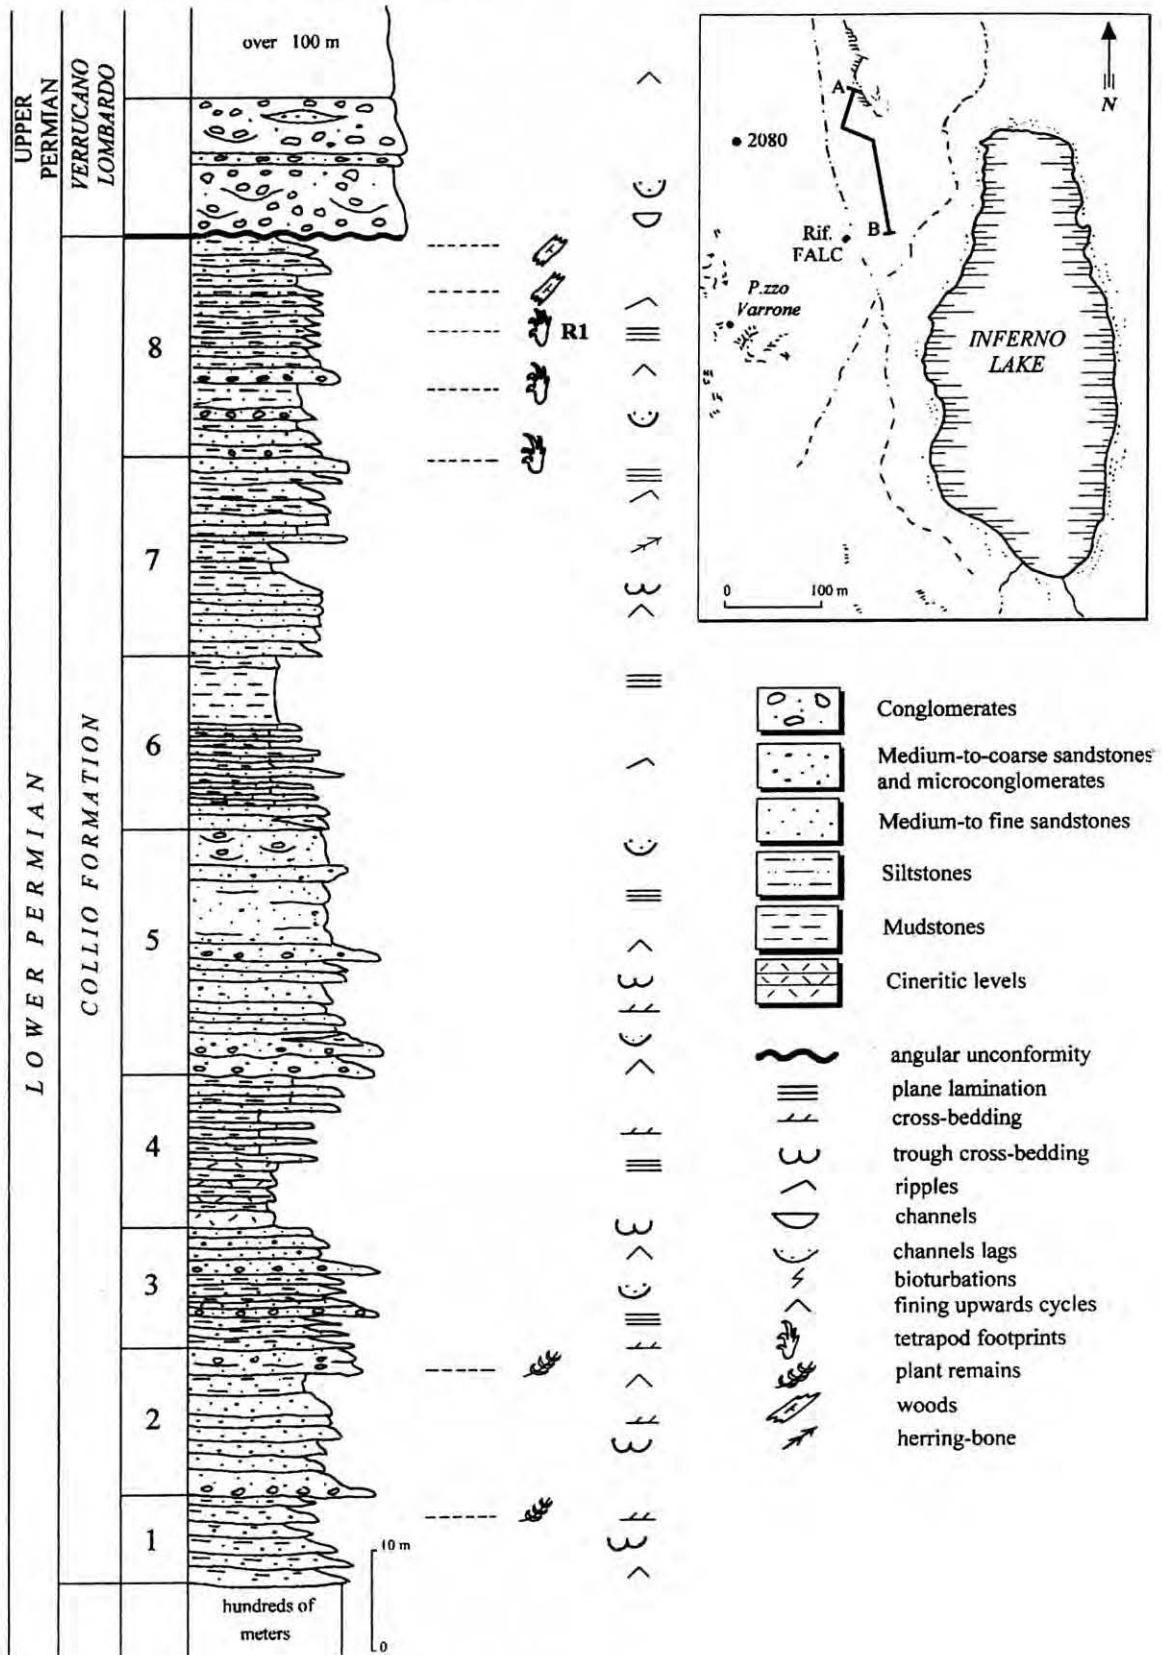 over 100 m
UPPER
PERMIAN
VERRUCANO
LOMBARDO
LOWER PERMIAN
COLLIO FORMATION
8
7
6
5
4
3
2
1
R1
hundreds of
meters
10 m
0
A
N
2080
B
Rif.
FALC
P.zzo
Varrone
INFERNO
LAKE
0
100 m
Conglomerates
Medium-to-coarse sandstones
and microconglomerates
Medium-to fine sandstones
Siltstones
Mudstones
Cineritic levels
angular unconformity
plane lamination
cross-bedding
trough cross-bedding
ripples
channels
channels lags
bioturbations
fining upwards cycles
tetrapod footprints
plant remains
woods
herring-bone